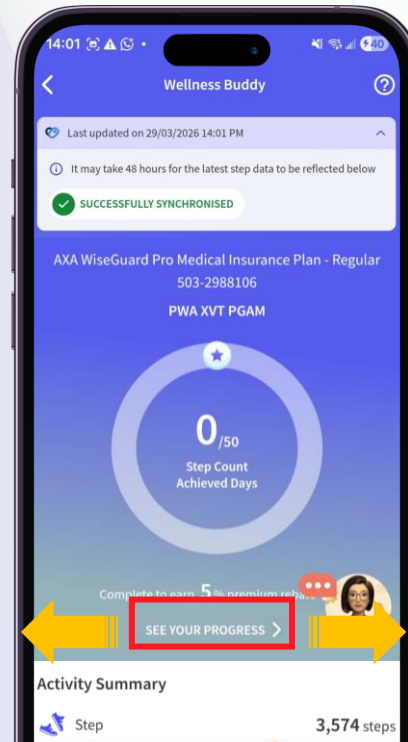 14:01
40
Wellness Buddy
Last updated on 29/03/2026 14:01 PM
It may take 48 hours for the latest step data to be reflected below
SUCCESSFULLY SYNCHRONISED
AXA WiseGuard Pro Medical Insurance Plan - Regular
503-2988106
PWA XVT PGAM
0/50
Step Count
Achieved Days
Complete to earn 5% premium rebate
SEE YOUR PROGRESS
Activity Summary
Step 3,574 steps